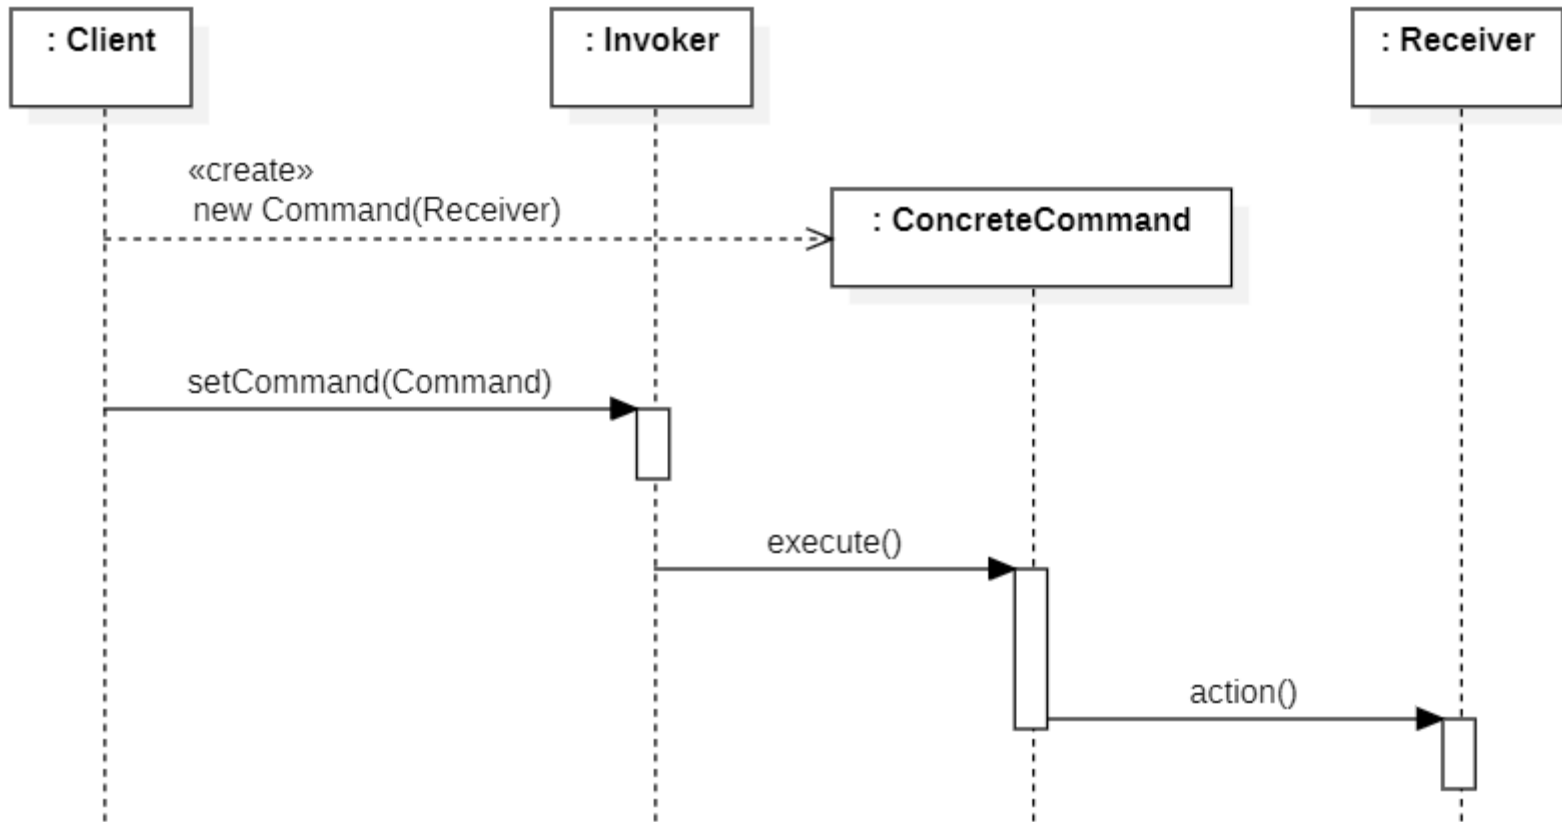 : Client
: Invoker
: Receiver
«create»
new Command(Receiver)
: ConcreteCommand
setCommand(Command)
execute()
action()